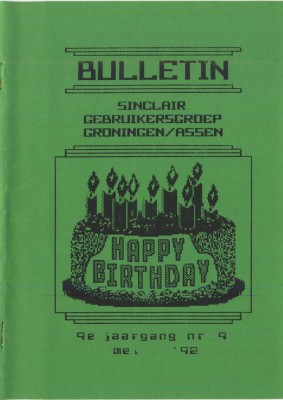 BULLETIN
SINCLAIR
GEBRUIKERSGROEP
GRONINGEN/ASSEN
HAPPY
BIRTHDAY
9e jaargang nr 9
mei '92